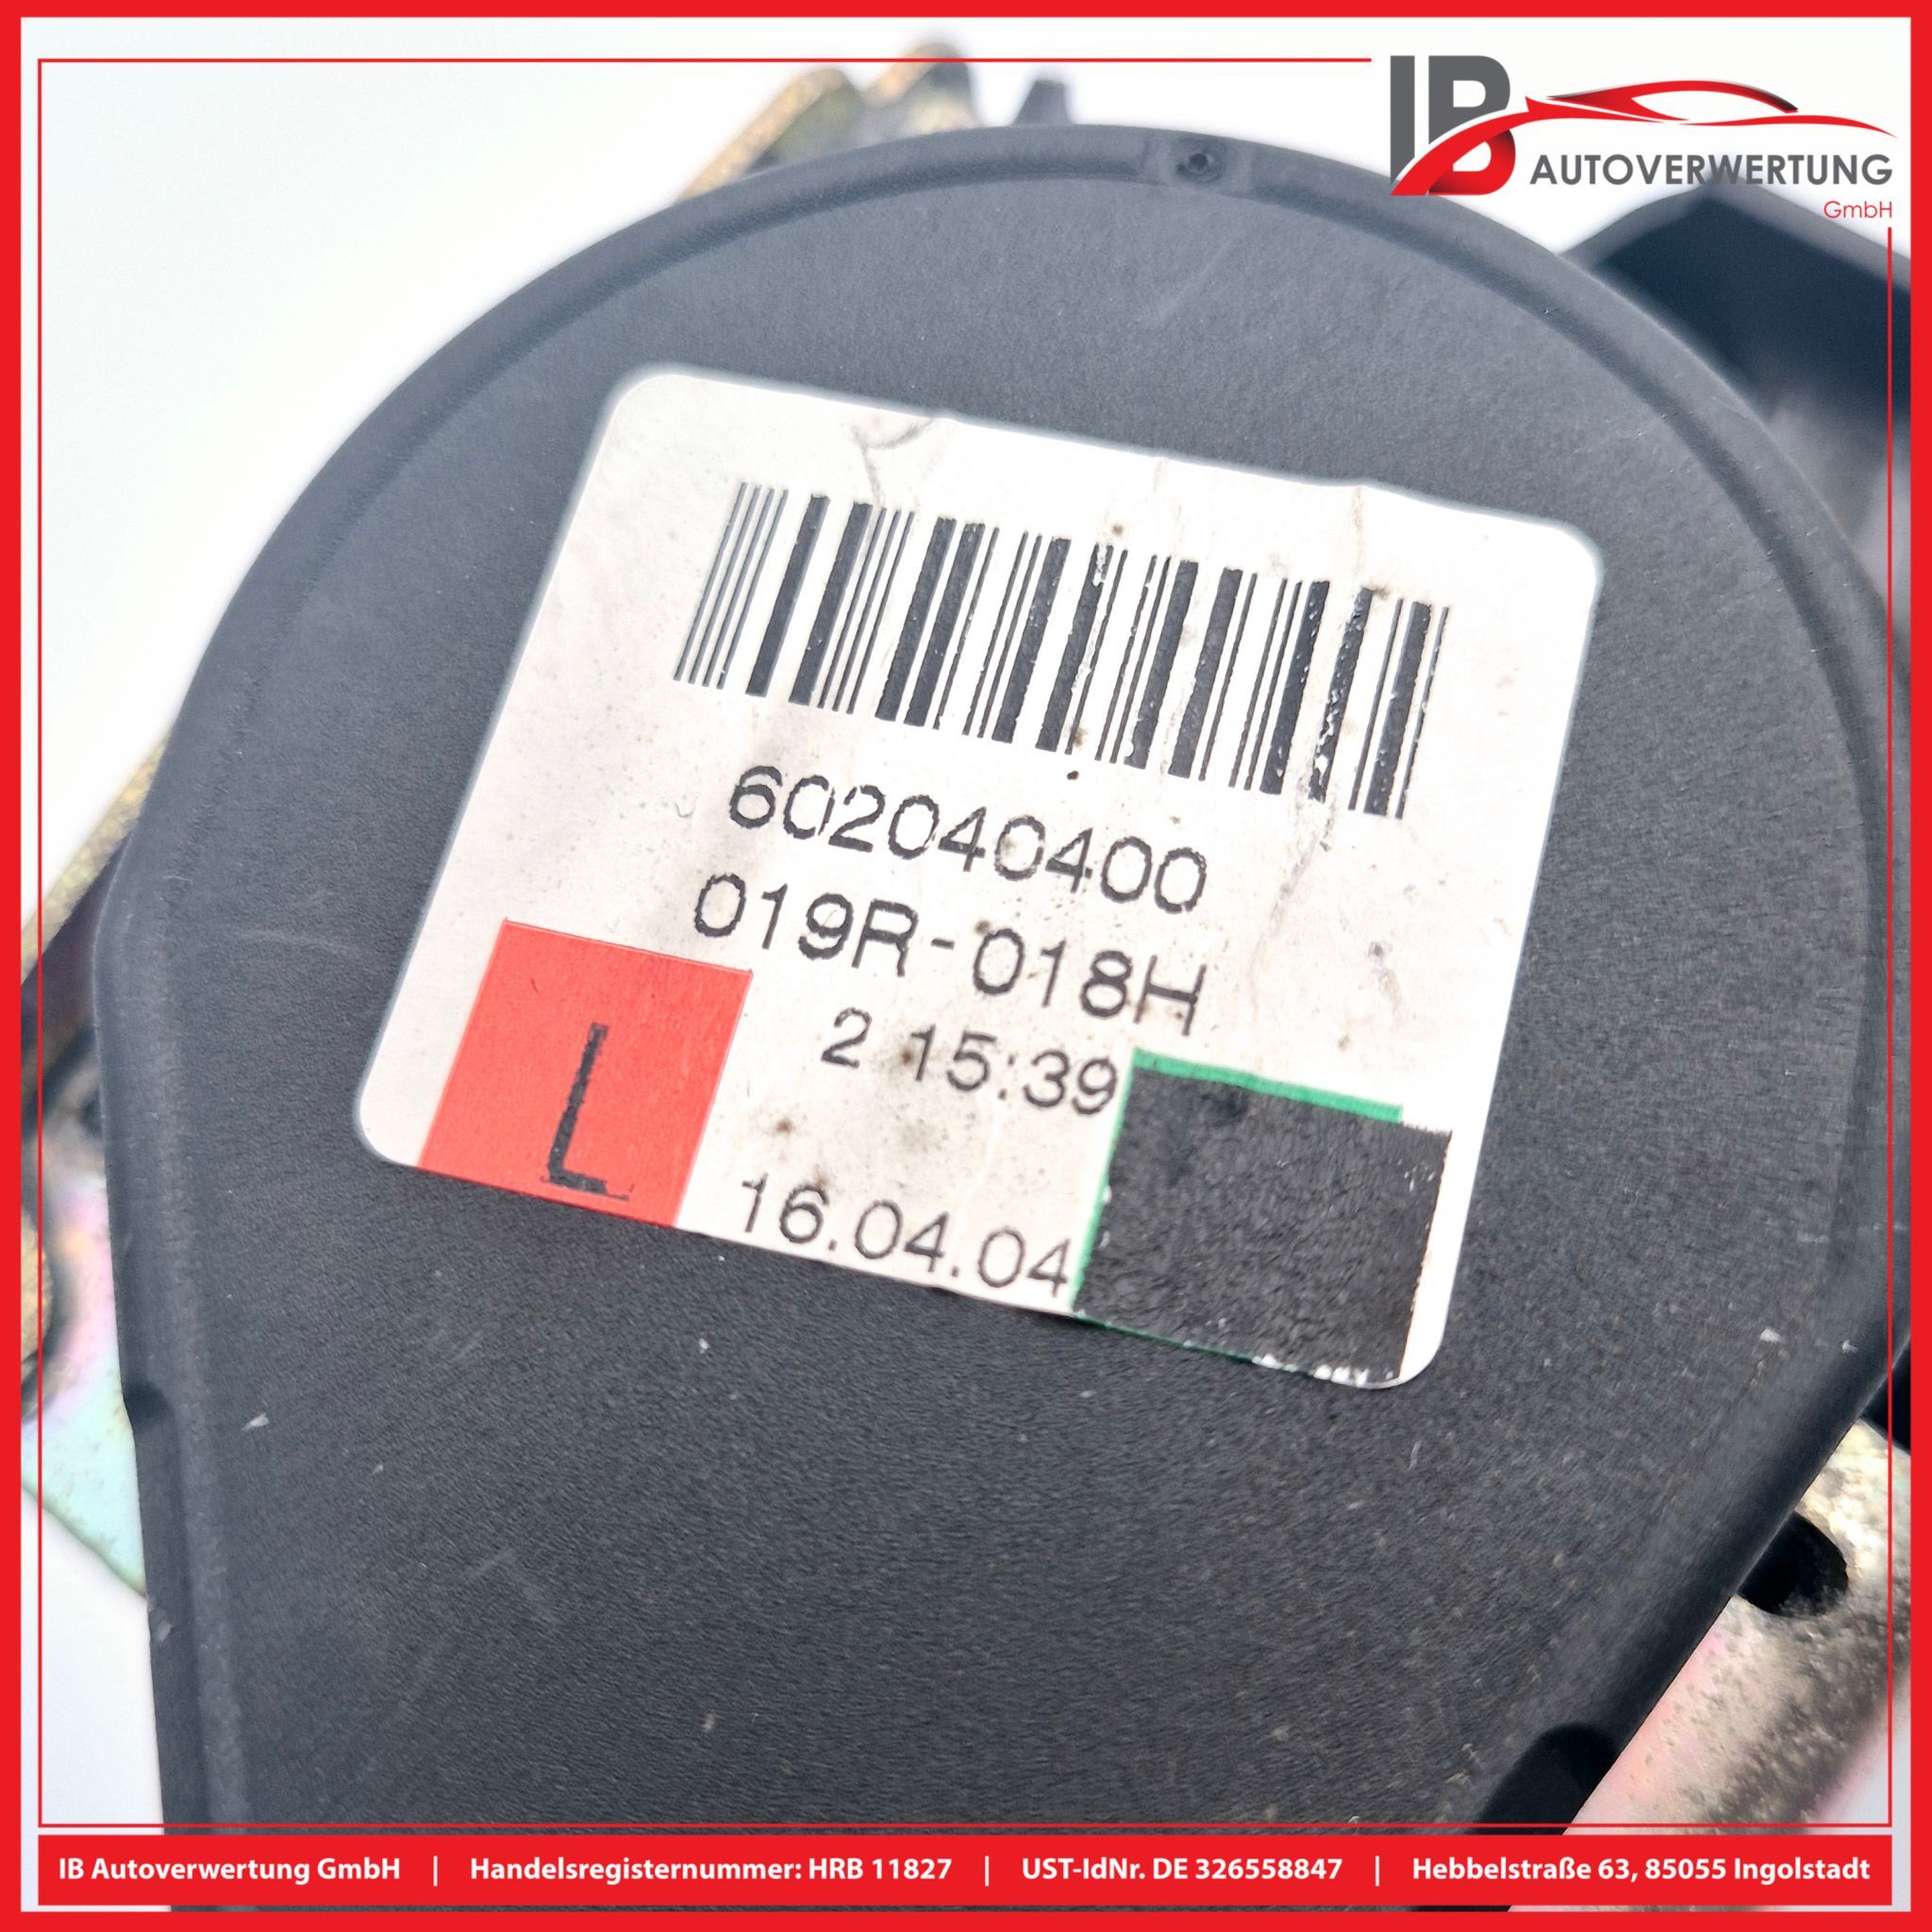 IB
AUTOVERWERTUNG
GmbH
602040400
019R-018H
2 15:39
L
16.04.04
IB Autoverwertung GmbH | Handelsregisternummer: HRB 11827 | UST-IdNr. DE 326558847 | Hebbelstraße 63, 85055 Ingolstadt